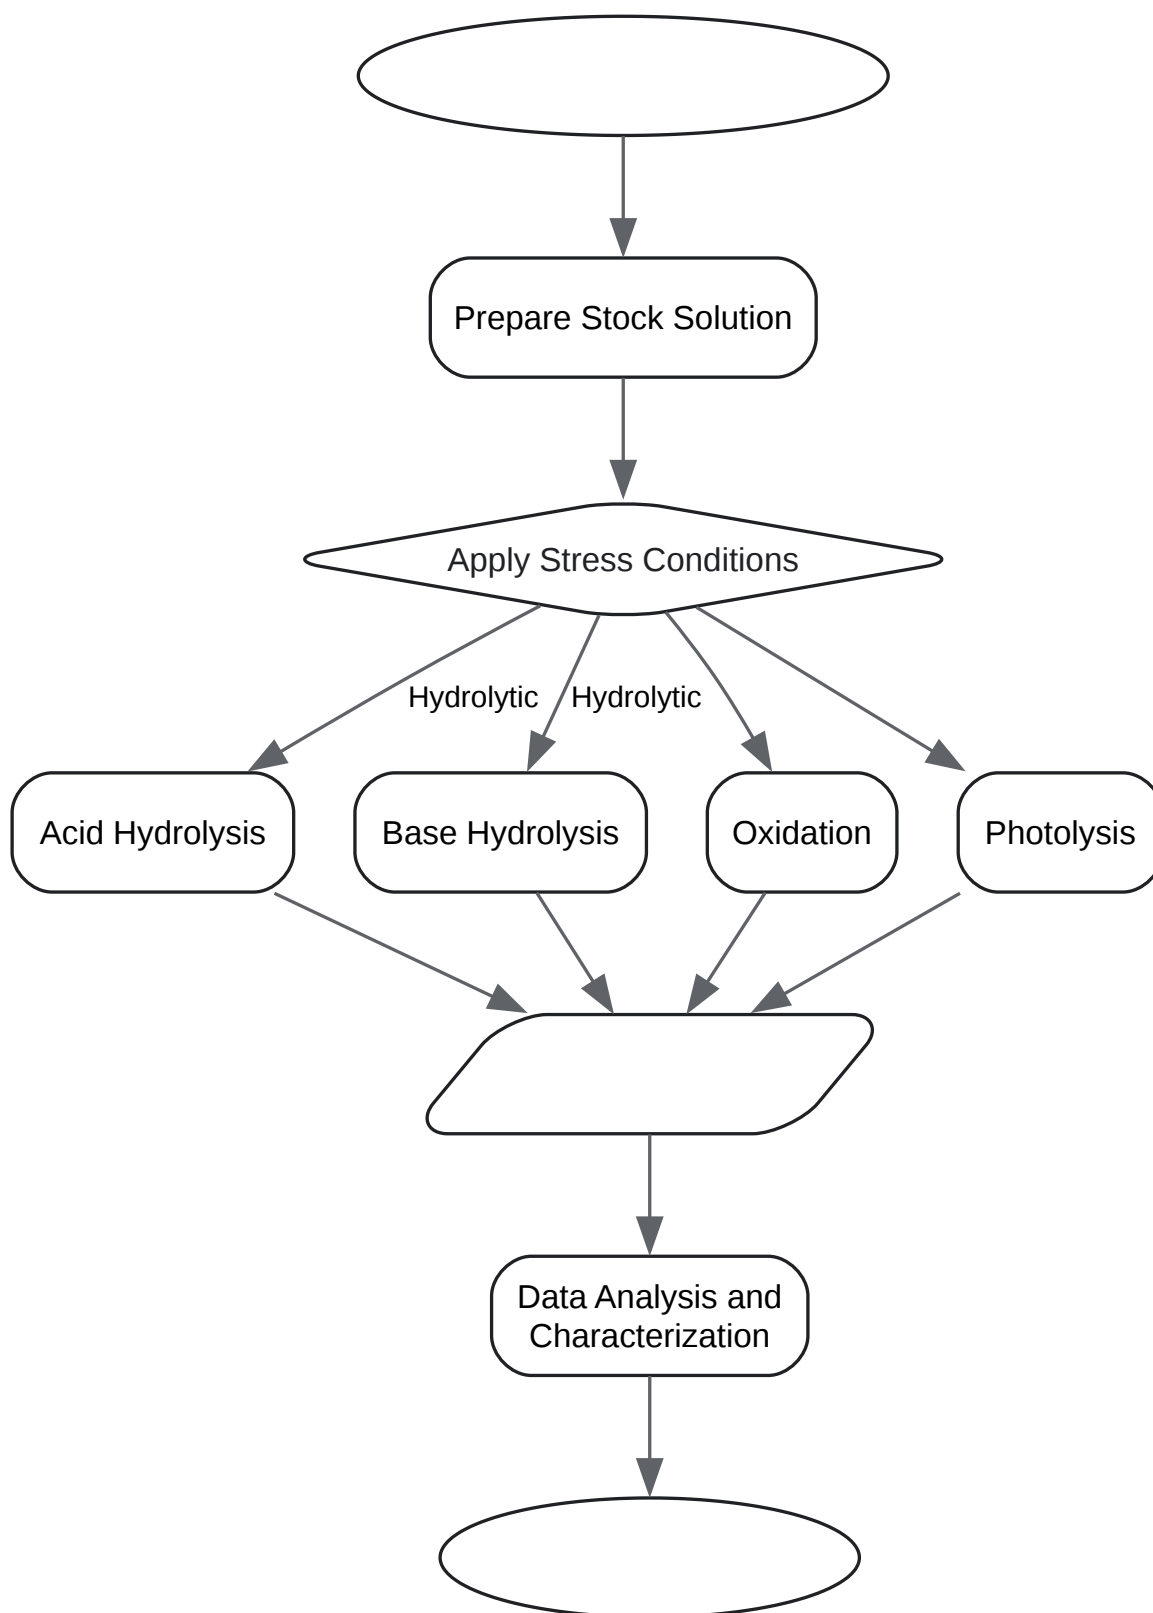 Prepare Stock Solution
Apply Stress Conditions
Hydrolytic
Hydrolytic
Acid Hydrolysis
Base Hydrolysis
Oxidation
Photolysis
Data Analysis and
Characterization